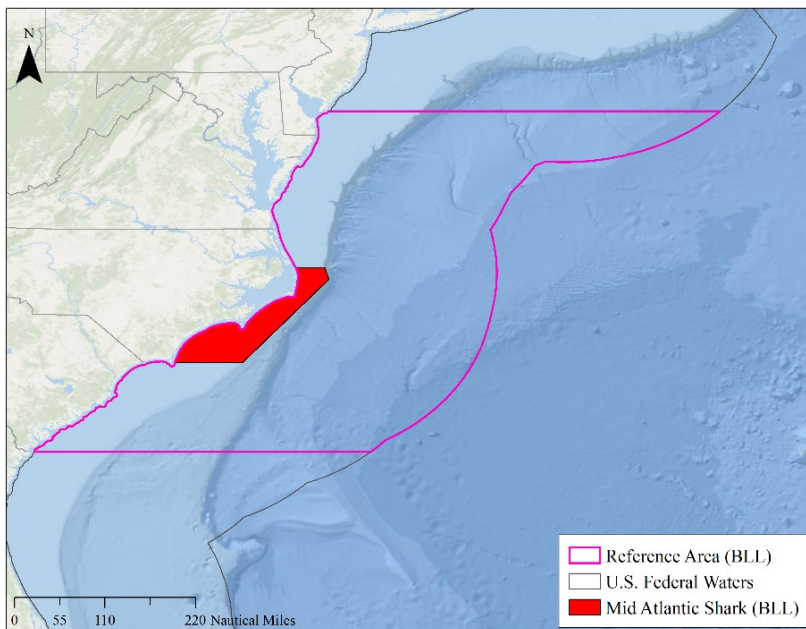 N
0 55 110 220 Nautical Miles
Reference Area (BLL)
U.S. Federal Waters
Mid Atlantic Shark (BLL)